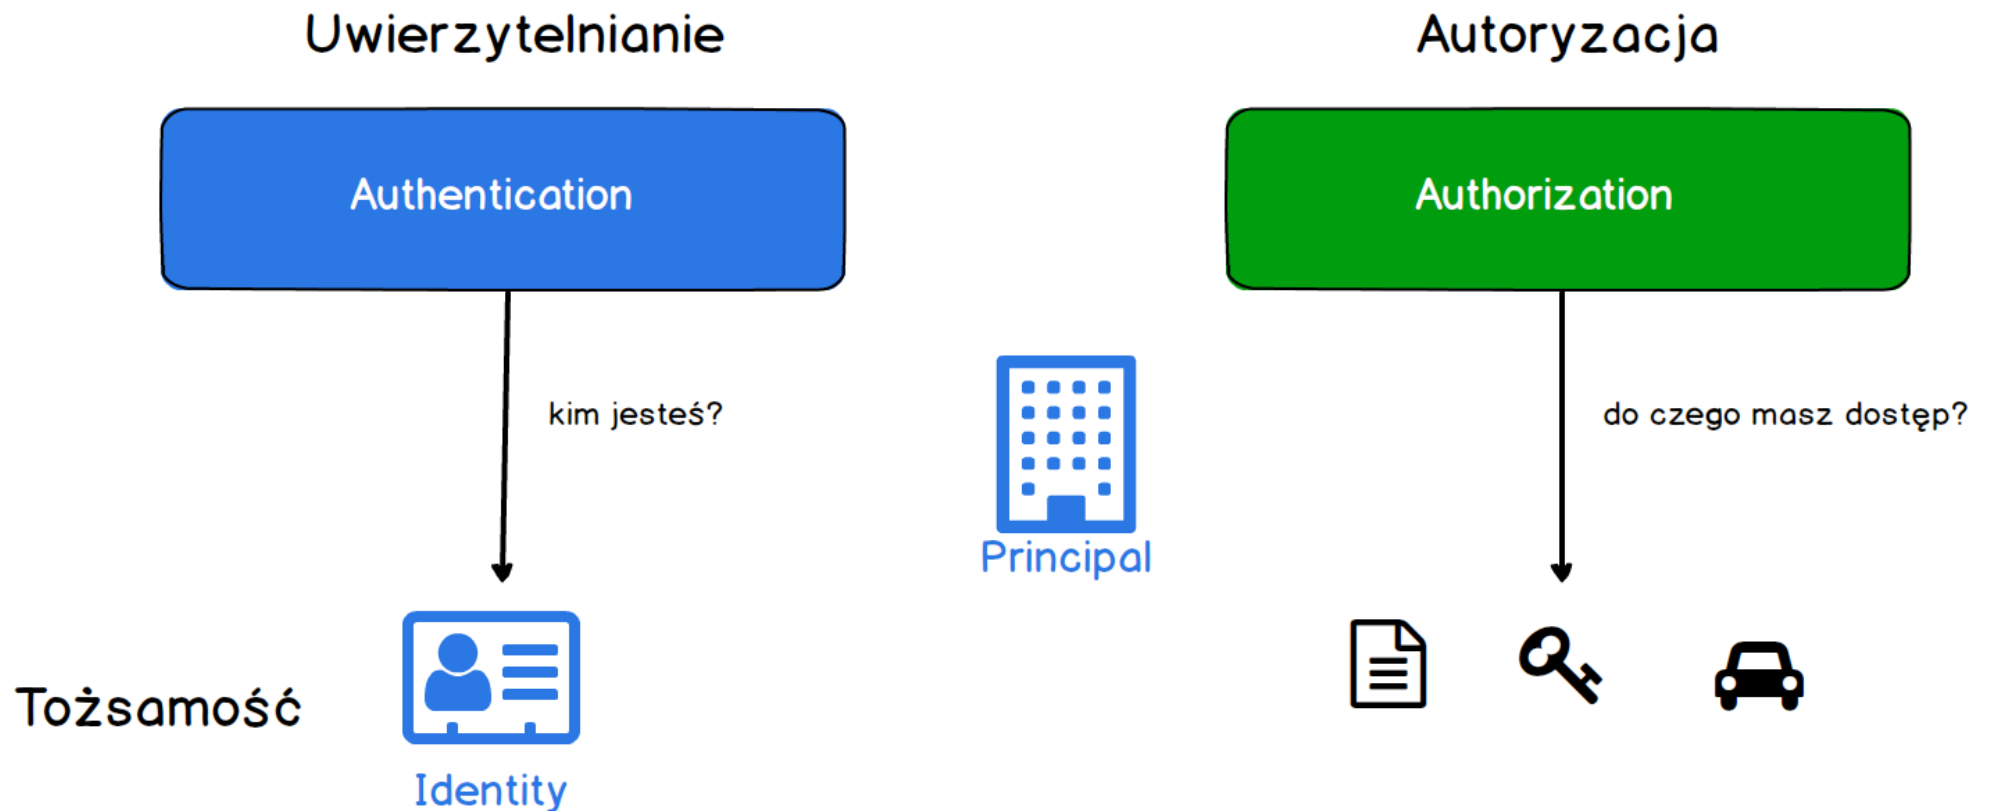 Uwierzytelnianie
Autoryzacja
Authentication
Authorization
kim jesteś?
do czego masz dostęp?
Principal
Tożsamość
Identity